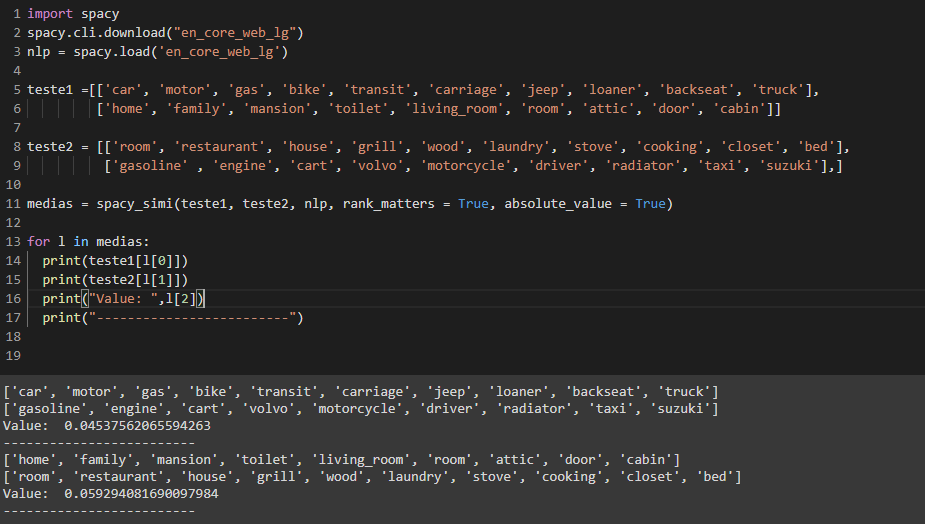 1 import spacy
2 spacy.cli.download("en_core_web_lg")
3 nlp = spacy.load('en_core_web_lg')
4
5 teste1 =[['car', 'motor', 'gas', 'bike', 'transit', 'carriage', 'jeep', 'loaner', 'backseat', 'truck'],
6 ['home', 'family', 'mansion', 'toilet', 'living_room', 'room', 'attic', 'door', 'cabin']]
7
8 teste2 = [['room', 'restaurant', 'house', 'grill', 'wood', 'laundry', 'stove', 'cooking', 'closet', 'bed'],
9 ['gasoline' , 'engine', 'cart', 'volvo', 'motorcycle', 'driver', 'radiator', 'taxi', 'suzuki'],]
10
11 medias = spacy_simi(teste1, teste2, nlp, rank_matters = True, absolute_value = True)
12
13 for l in medias:
14 print(teste1[l[0]])
15 print(teste2[l[1]])
16 print("Value: ",l[2])
17 print("-------------------------")
18
19
['car', 'motor', 'gas', 'bike', 'transit', 'carriage', 'jeep', 'loaner', 'backseat', 'truck']
['gasoline', 'engine', 'cart', 'volvo', 'motorcycle', 'driver', 'radiator', 'taxi', 'suzuki']
Value:  0.04537562065594263
-------------------------
['home', 'family', 'mansion', 'toilet', 'living_room', 'room', 'attic', 'door', 'cabin']
['room', 'restaurant', 'house', 'grill', 'wood', 'laundry', 'stove', 'cooking', 'closet', 'bed']
Value:  0.059294081690097984
-------------------------